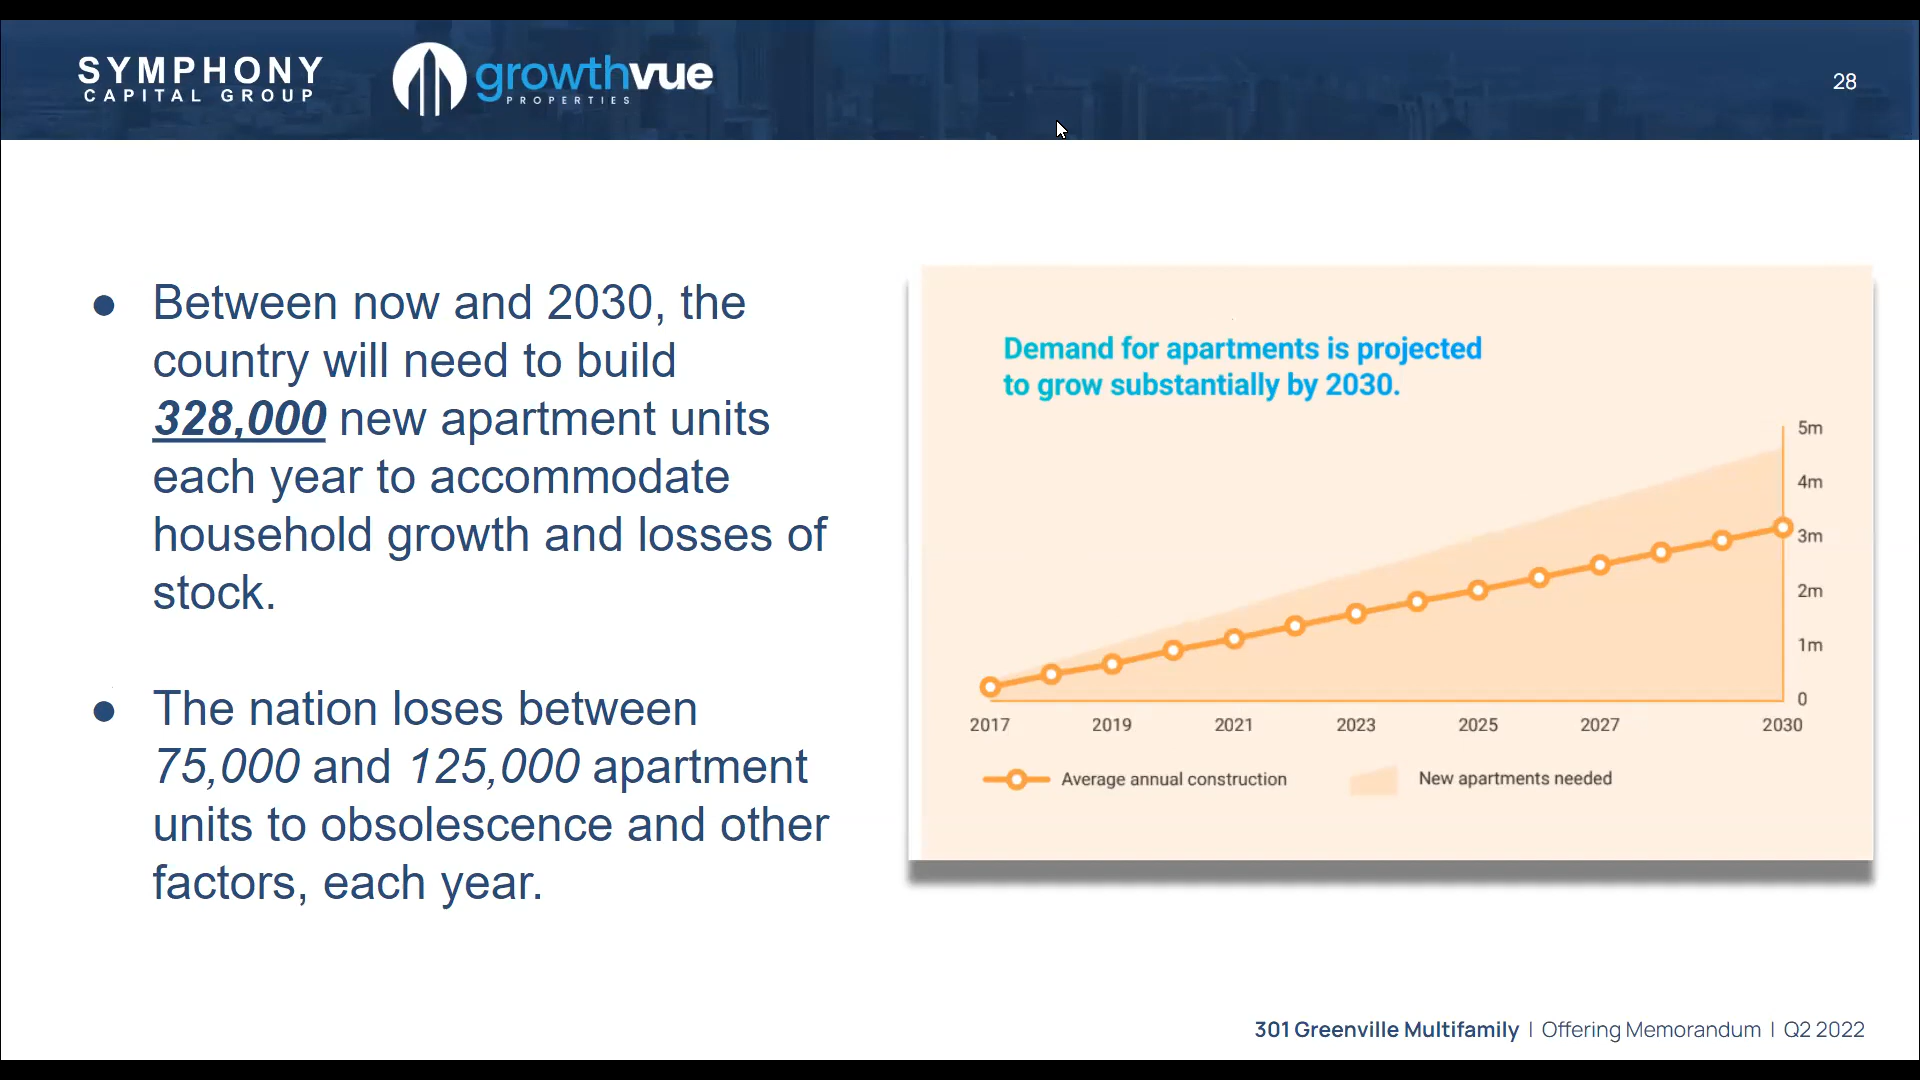 SYMPHONY
CAPITAL GROUP
growthvue
PROPERTIES
28
● Between now and 2030, the
country will need to build
328,000 new apartment units
each year to accommodate
household growth and losses of
stock.
● The nation loses between
75,000 and 125,000 apartment
units to obsolescence and other
factors, each year.
Demand for apartments is projected
to grow substantially by 2030.
5m
4m
3m
2m
1m
0
2017 2019 2021 2023 2025 2027 2030
Average annual construction New apartments needed
301 Greenville Multifamily | Offering Memorandum | Q2 2022